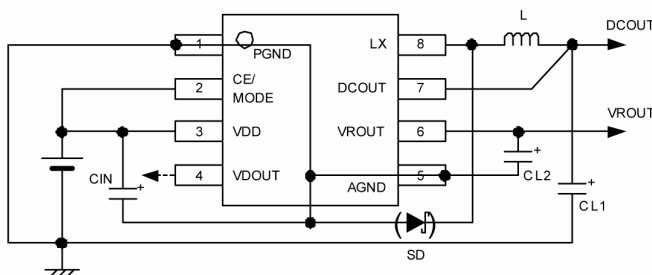 L
DCOUT
1
PGND
LX
8
2
CE/
MODE
DCOUT
7
VROUT
3
VDD
VROUT
6
CIN
+
4
VDOUT
AGND
5
+
CL2
+
CL1
( )
SD